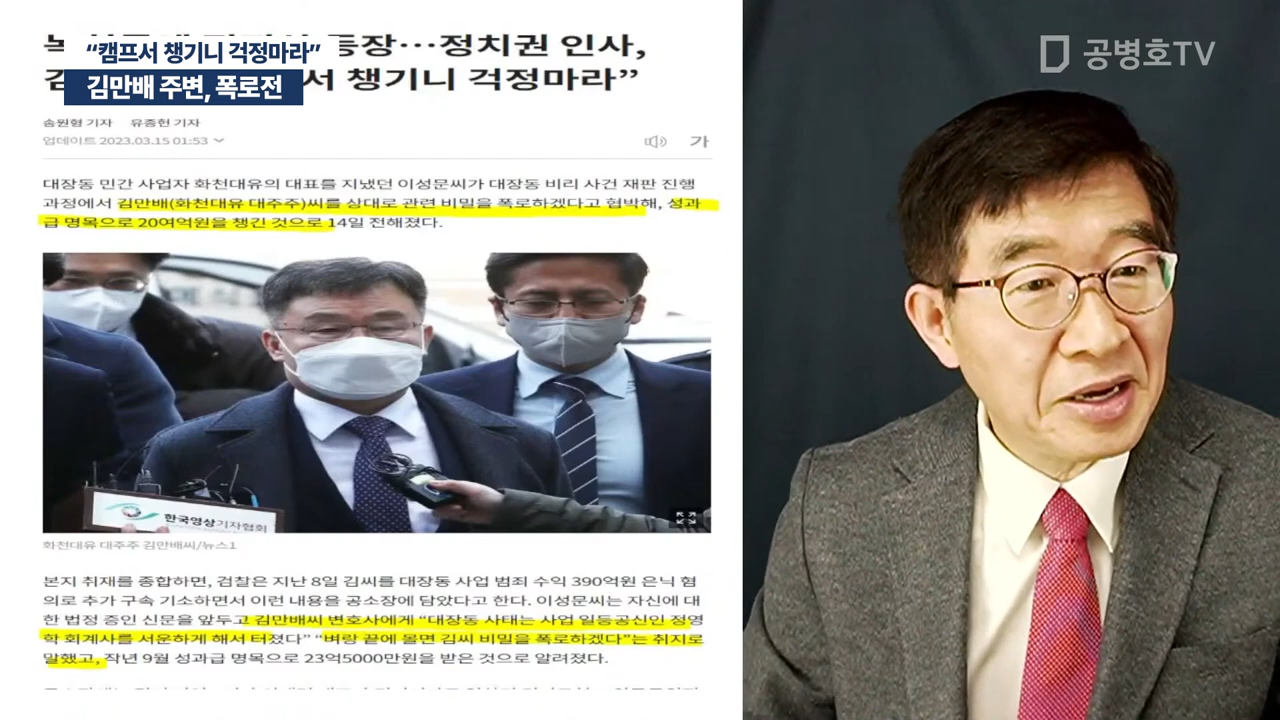 “캠프서 챙기니 걱정마라”
김만배 주변, 폭로전
등장…정치권 인사,
서 챙기니 걱정마라”
공병호TV
송원형 기자 유종헌 기자
업데이트 2023.03.15 01:53
가
대장동 민간 사업자 화천대유의 대표를 지냈던 이성문씨가 대장동 비리 사건 재판 진행
과정에서 김만배(화천대유 대주주)씨를 상대로 관련 비밀을 폭로하겠다고 협박해, 성과
급 명목으로 20여억원을 챙긴 것으로 14일 전해졌다.
한국영상기자협회
화천대유 대주주 김만배씨/뉴스1
본지 취재를 종합하면, 검찰은 지난 8일 김씨를 대장동 사업 범죄 수익 390억원 은닉 혐
의로 추가 구속 기소하면서 이런 내용을 공소장에 담았다고 한다. 이성문씨는 자신에 대
한 법정 증인 신문을 앞두고 김만배씨 변호사에게 “대장동 사태는 사업 일등공신인 정영
학 회계사를 서운하게 해서 터졌다” “벼랑 끝에 몰면 김씨 비밀을 폭로하겠다”는 취지로
말했고, 작년 9월 성과급 명목으로 23억5000만원을 받은 것으로 알려졌다.